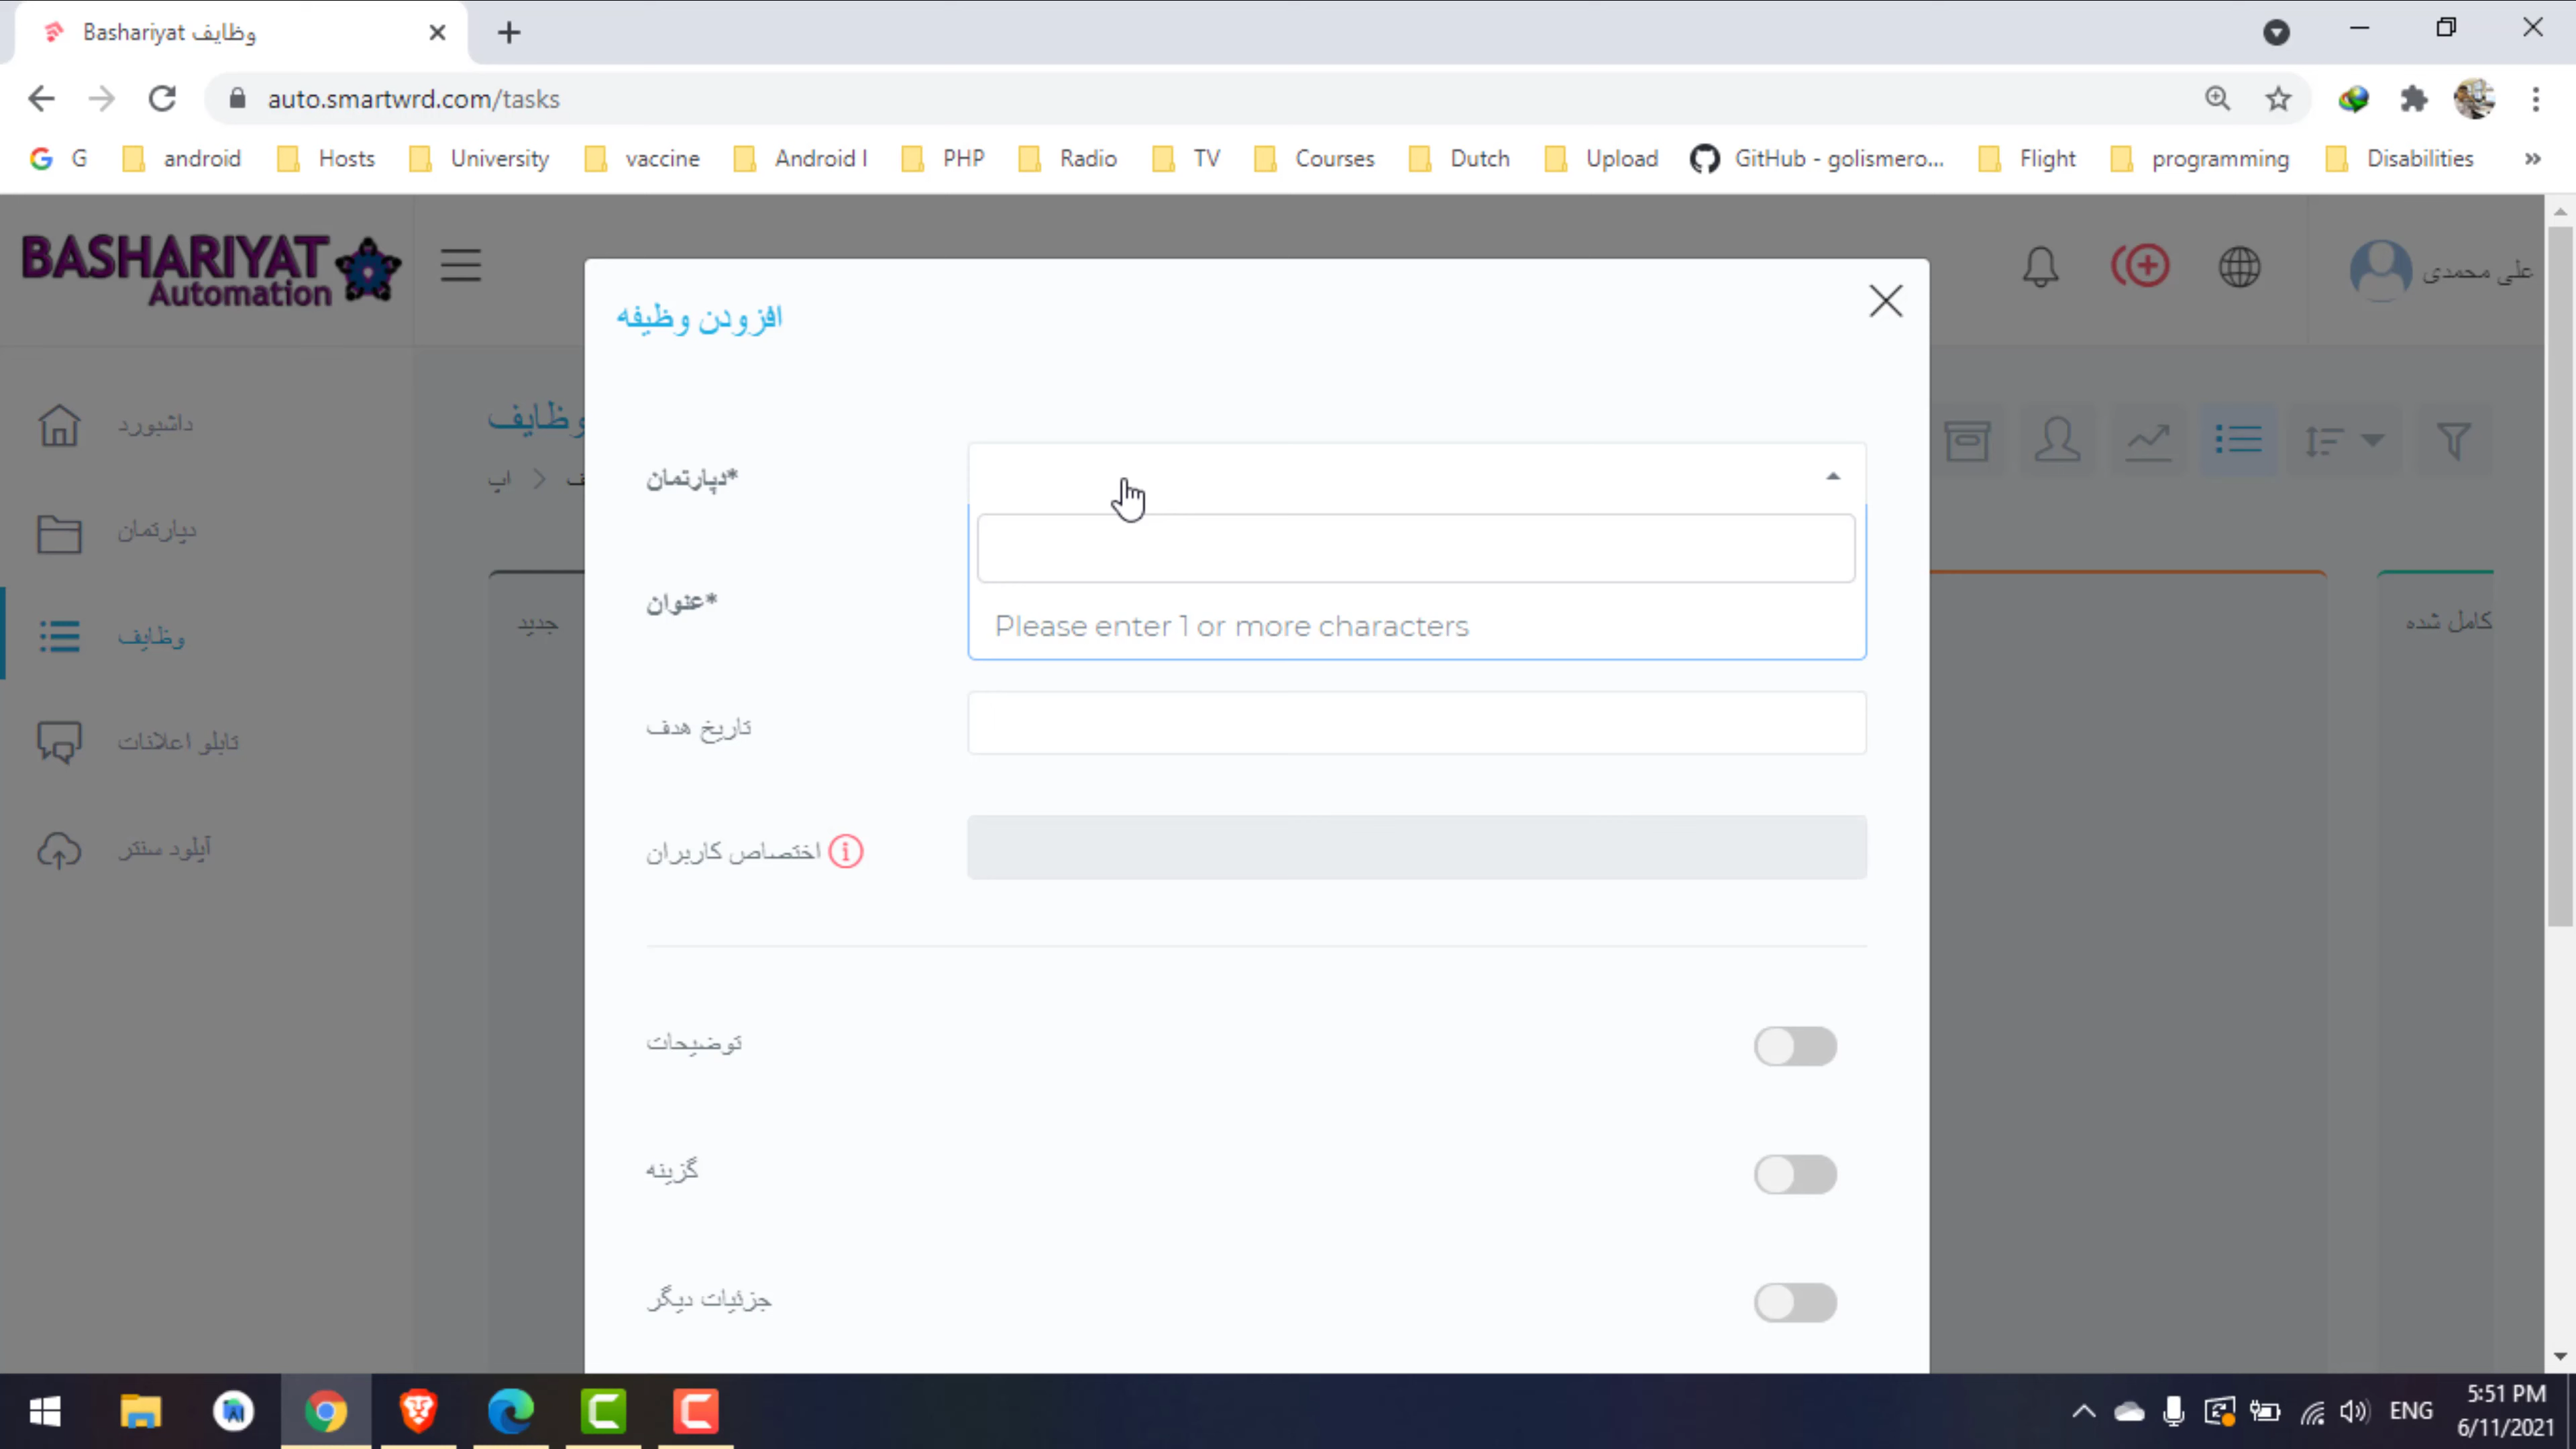 Bashariyat وظایف
auto.smartwrd.com/tasks
G
android
Hosts
University
vaccine
Android I
PHP
Radio
TV
Courses
Dutch
Upload
GitHub - golismero...
Flight
programming
Disabilities
»
BASHARIYAT
Automation
علی محمدی
افزودن وظیفه
داشبورد
دپارتمان
وظایف
تابلو اعلانات
آپلود سنتر
وظایف
اپ
جدید
کامل شده
*دپارتمان
Please enter 1 or more characters
*عنوان
تاریخ هدف
اختصاص کاربران
توضیحات
گزینه
جزئیات دیگر
ENG
5:51 PM
6/11/2021